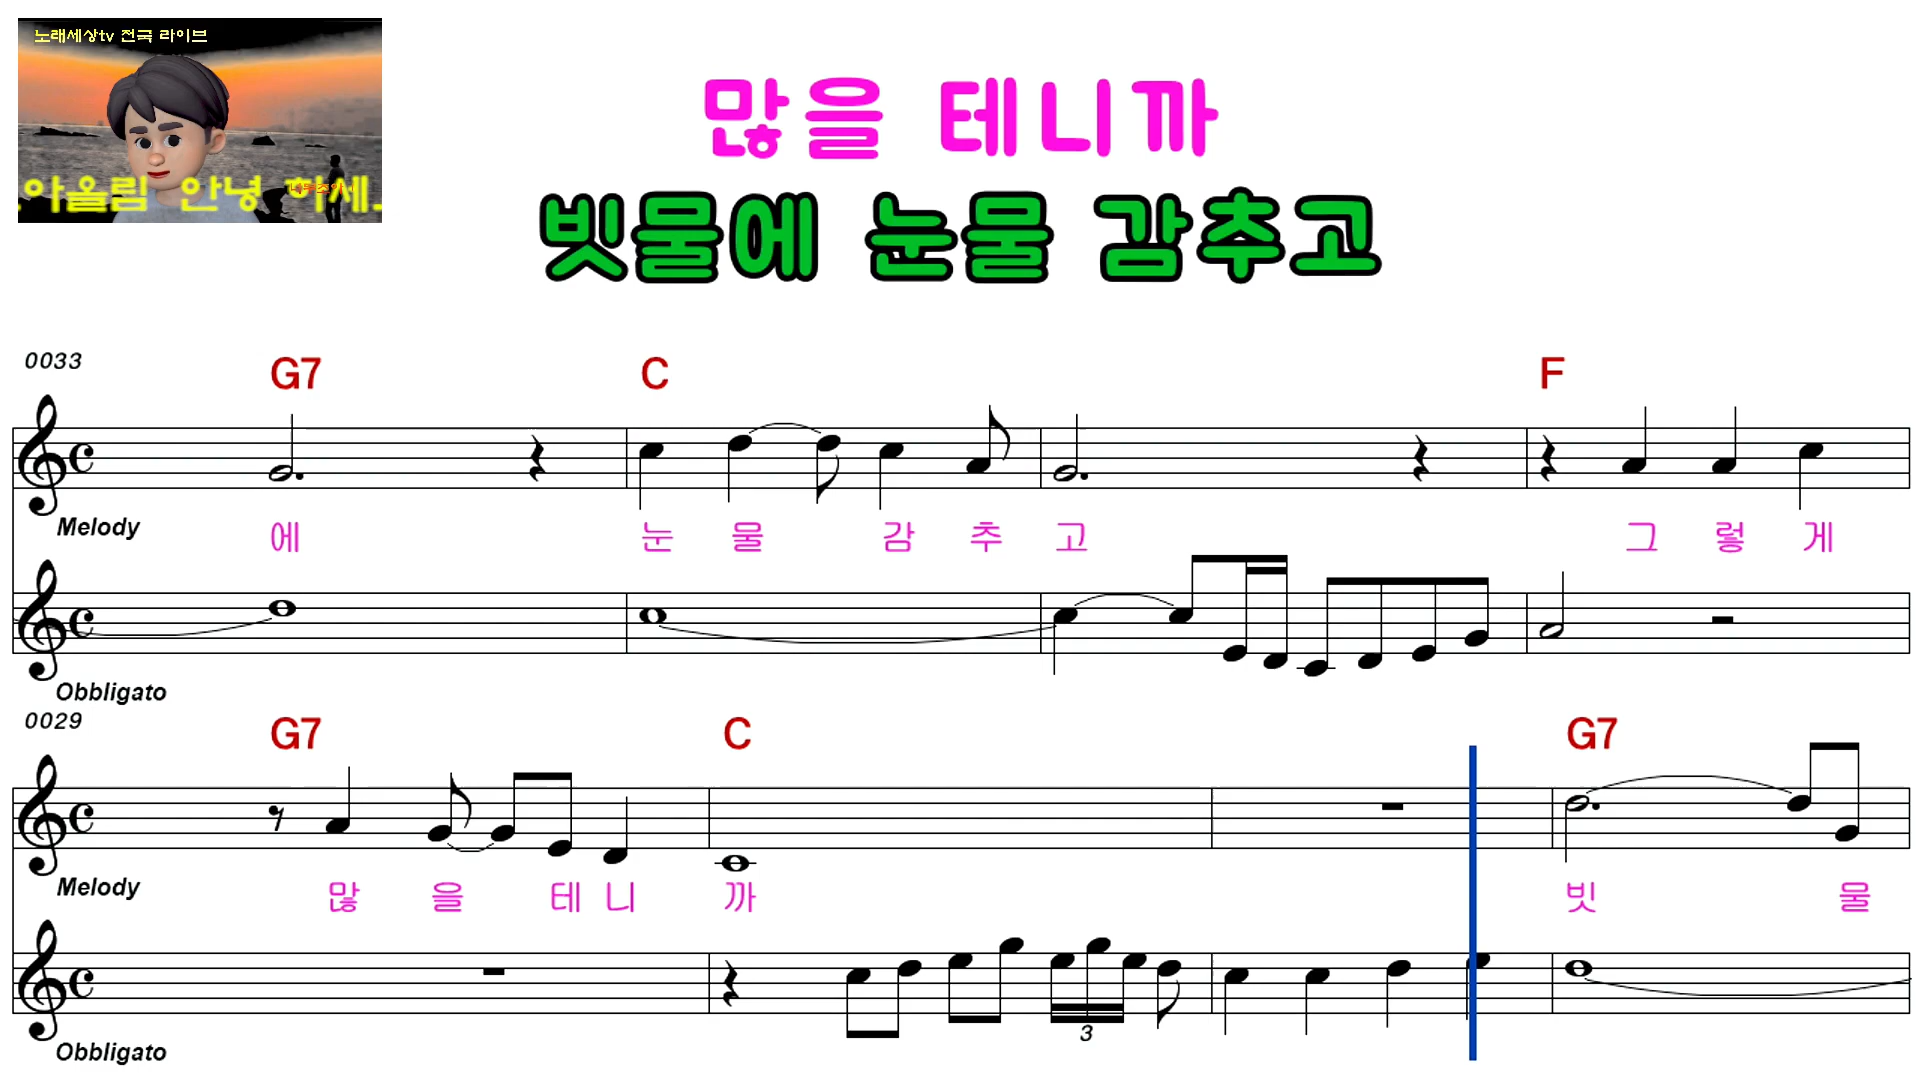 노래세상tv 전국 라이브
아올림 안녕 하세
많을 테니까
빗물에 눈물 감추고
0033
G7 C F
Melody
에 눈 물 감 추 고 그 렇 게
Obbligato
0029
G7 C G7
Melody
많 을 테 니 까 빗 물
3
Obbligato